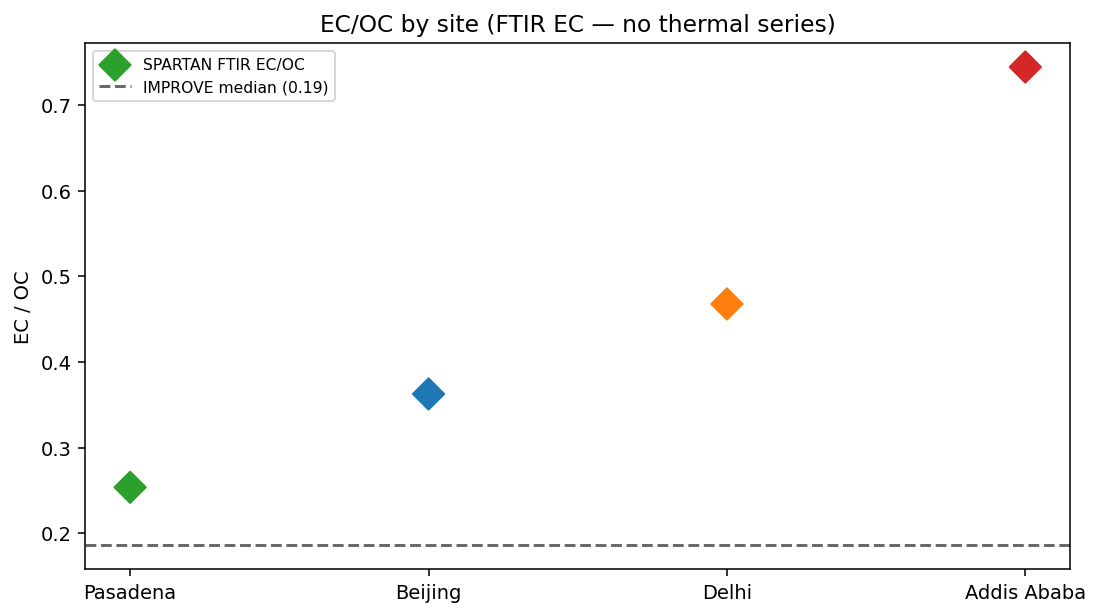 EC/OC by site (FTIR EC — no thermal series)
SPARTAN FTIR EC/OC
IMPROVE median (0.19)
EC / OC
0.7
0.6
0.5
0.4
0.3
0.2
Pasadena
Beijing
Delhi
Addis Ababa